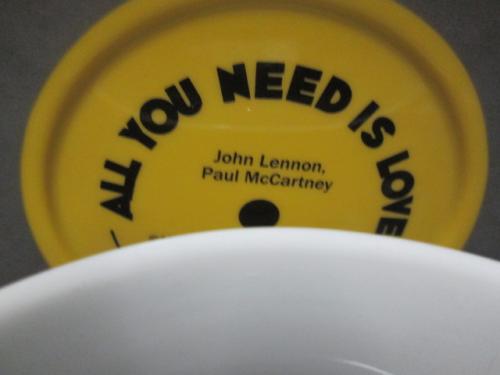 ALL YOU NEED IS LOVE
John Lennon,
Paul McCartney